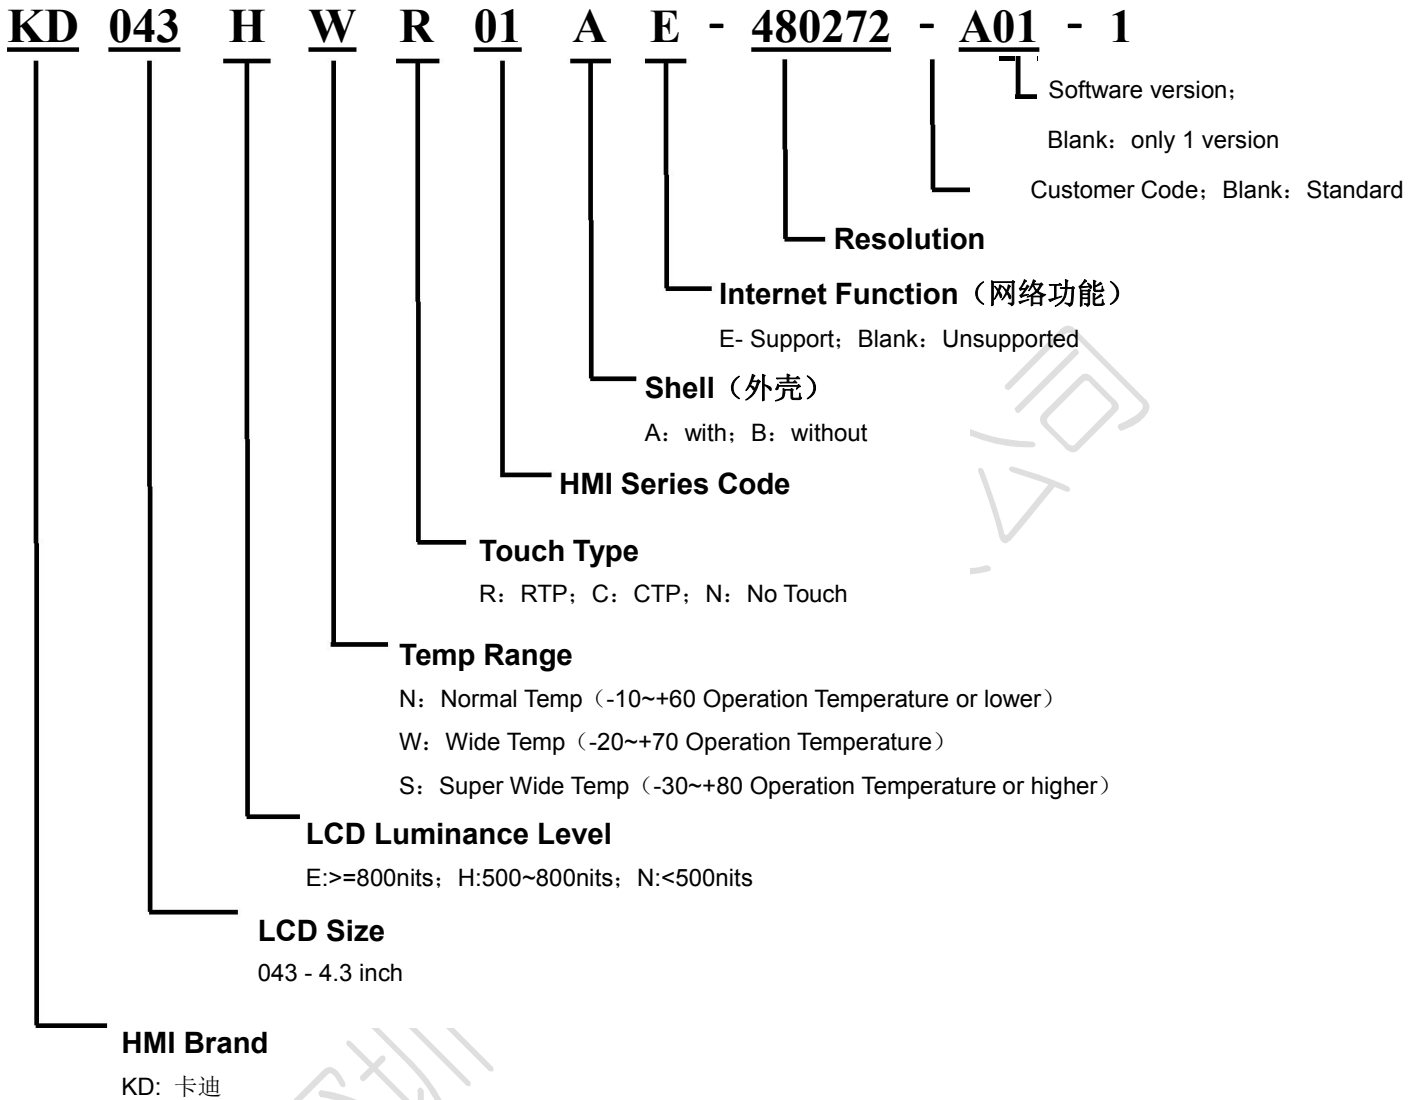 KD 043 H W R 01 A E - 480272 - A01 - 1
Software version；
Blank：only 1 version
Customer Code；Blank：Standard
Resolution
Internet Function（网络功能）
E- Support；Blank：Unsupported
Shell（外壳）
A：with；B：without
HMI Series Code
Touch Type
R：RTP；C：CTP；N：No Touch
Temp Range
N：Normal Temp（-10~+60 Operation Temperature or lower）
W：Wide Temp（-20~+70 Operation Temperature）
S：Super Wide Temp（-30~+80 Operation Temperature or higher）
LCD Luminance Level
E:>=800nits；H:500~800nits；N:<500nits
LCD Size
043 - 4.3 inch
HMI Brand
KD: 卡迪
公司
圳